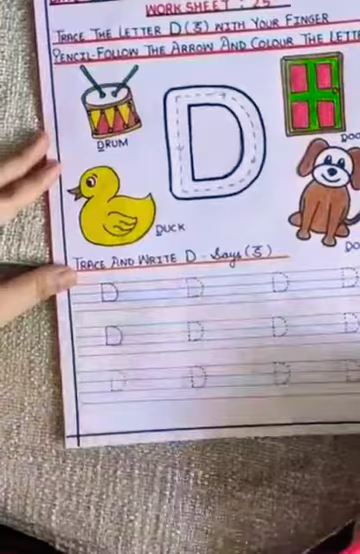 WORK SHEET : 25
TRACE THE LETTER D (ड) WITH YOUR FINGER
PENCIL-FOLLOW THE ARROW AND COLOUR THE
D
DRUM
DUCK
TRACE AND WRITE D - Says (ड)
D D D D
D D D D
D D D D